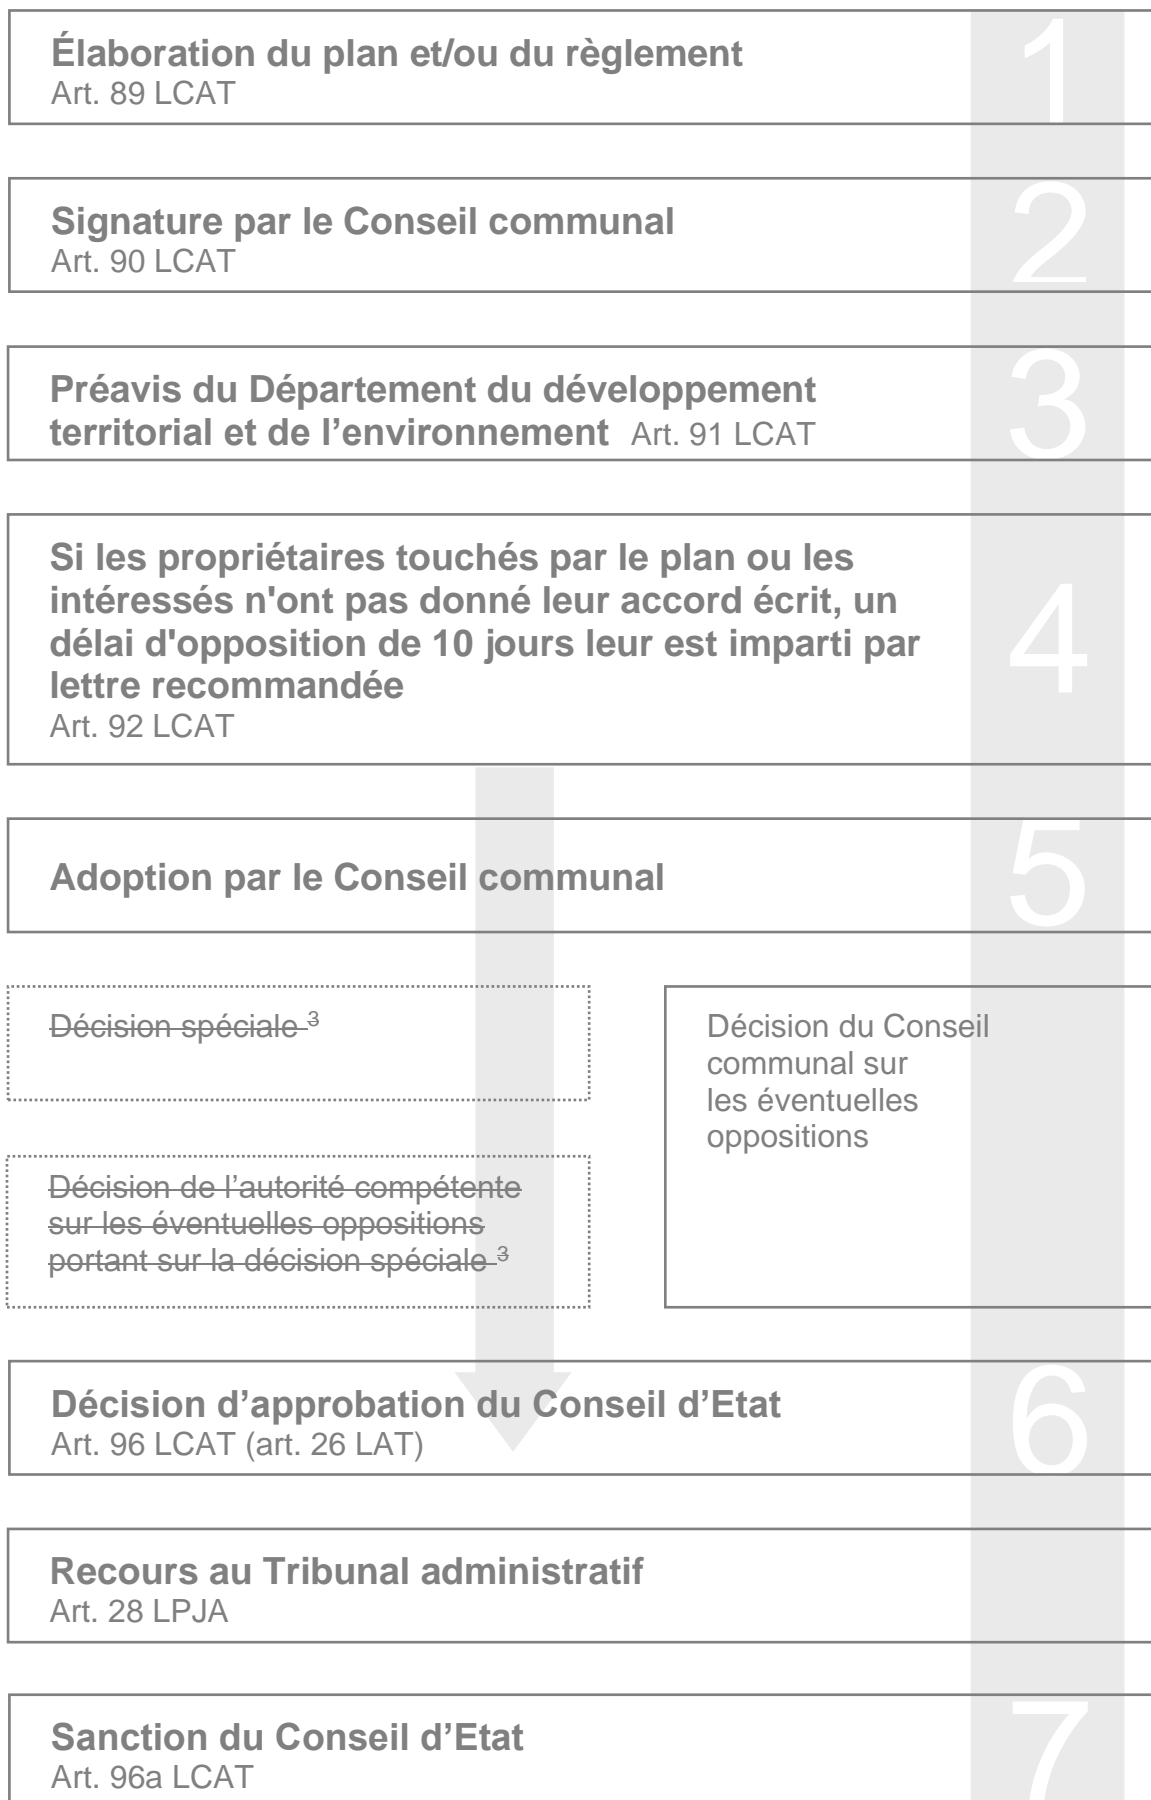 Élaboration du plan et/ou du règlement
Art. 89 LCAT
1
Signature par le Conseil communal
Art. 90 LCAT
2
Préavis du Département du développement
territorial et de l’environnement Art. 91 LCAT
3
Si les propriétaires touchés par le plan ou les
intéressés n'ont pas donné leur accord écrit, un
délai d'opposition de 10 jours leur est imparti par
lettre recommandée
Art. 92 LCAT
4
Adoption par le Conseil communal
5
Décision spéciale 3
Décision de l’autorité compétente
sur les éventuelles oppositions
portant sur la décision spéciale 3
Décision du Conseil
communal sur
les éventuelles
oppositions
Décision d’approbation du Conseil d’Etat
Art. 96 LCAT (art. 26 LAT)
6
Recours au Tribunal administratif
Art. 28 LPJA
Sanction du Conseil d’Etat
Art. 96a LCAT
7